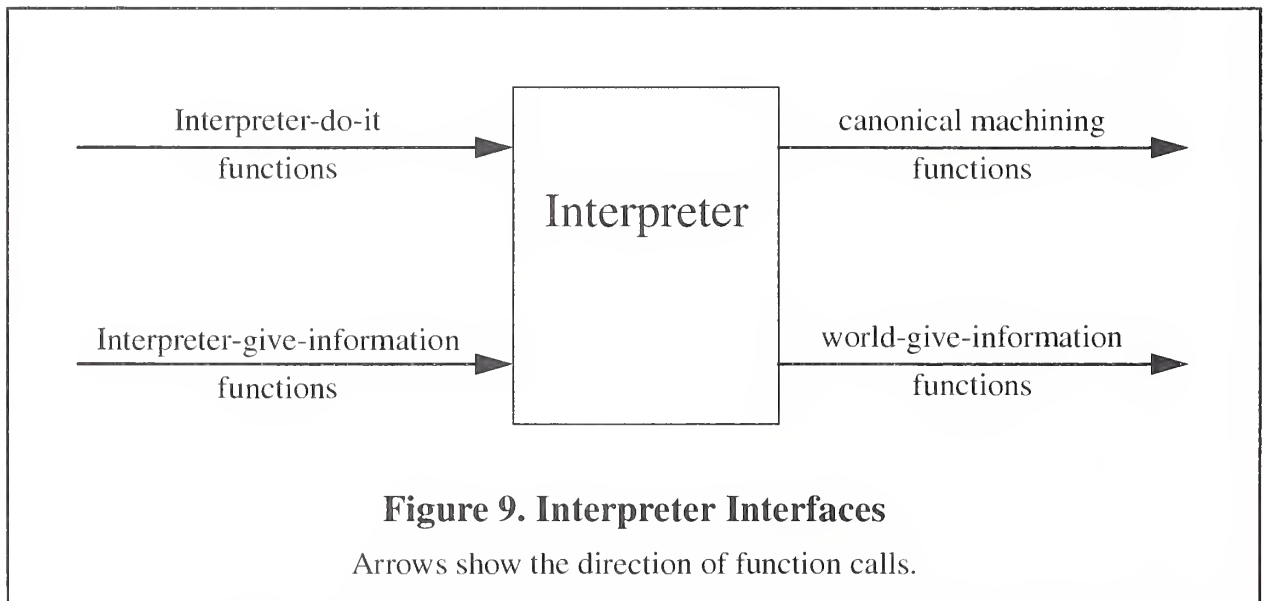 Interpreter-do-it
functions
canonical machining
functions
Interpreter
Interpreter-give-information
functions
world-give-information
functions
Figure 9. Interpreter Interfaces
Arrows show the direction of function calls.